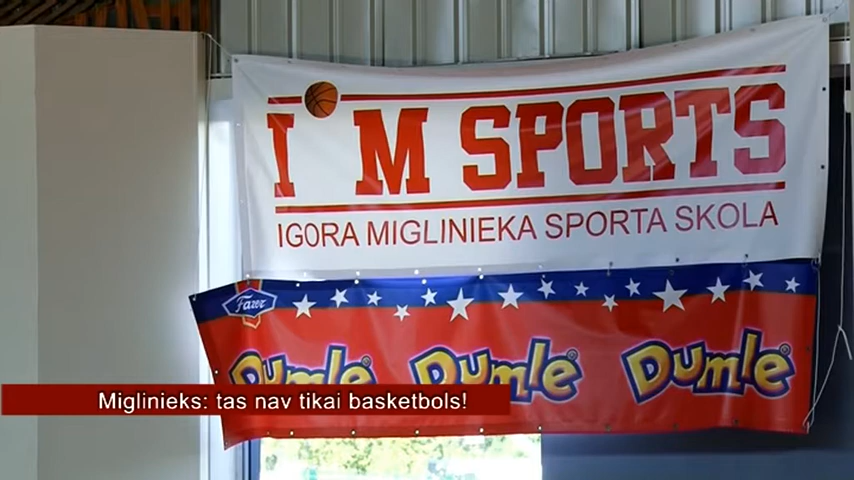 I'M SPORTS
IGORA MIGLINIEKA SPORTA SKOLA
Fazer
Dumle® Dumle® Dumle®
Miglinieks: tas nav tikai basketbols!